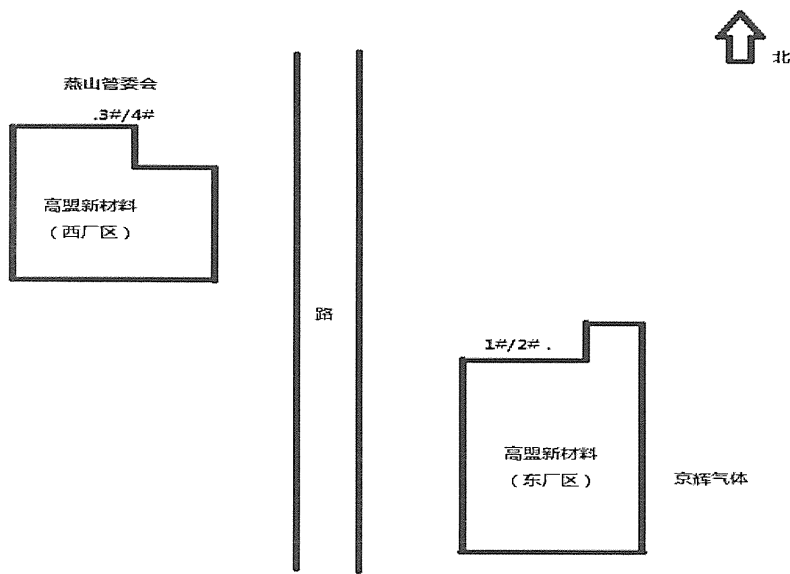 北
燕山管委会
.3#/4#
高盟新材料
（西厂区）
路
1#/2# .
高盟新材料
（东厂区）
京辉气体